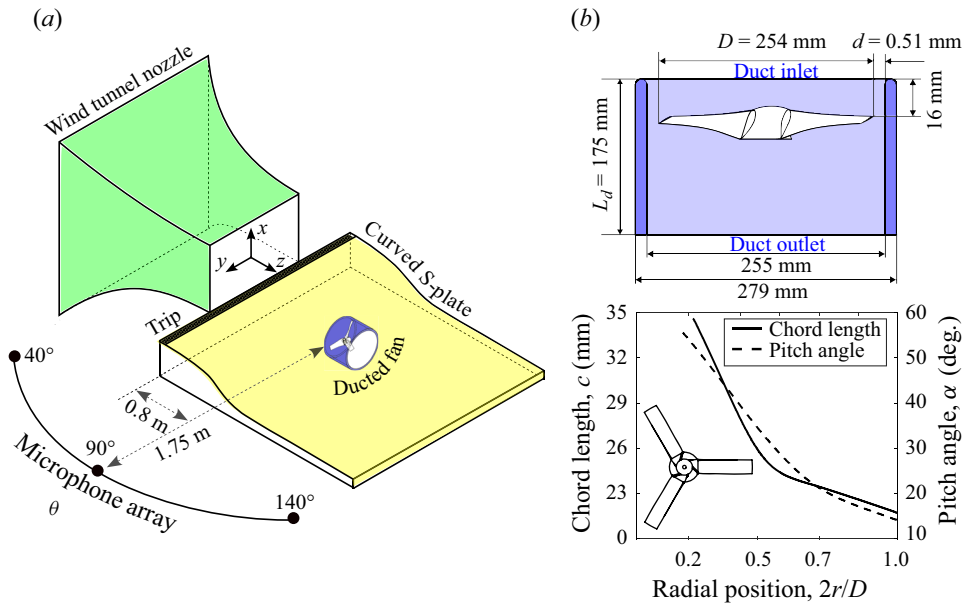 (a)
Wind tunnel nozzle
x
y
z
Curved S-plate
Trip
Ducted fan
0.8 m
1.75 m
40°
90°
140°
Microphone array
θ
(b)
D = 254 mm
d = 0.51 mm
Duct inlet
16 mm
L_d = 175 mm
Duct outlet
255 mm
279 mm
Chord length
Pitch angle
35
32
29
26
23
0
Chord length, c (mm)
60
50
40
30
20
10
Pitch angle, α (deg.)
0.2
0.5
0.7
1.0
Radial position, 2r/D